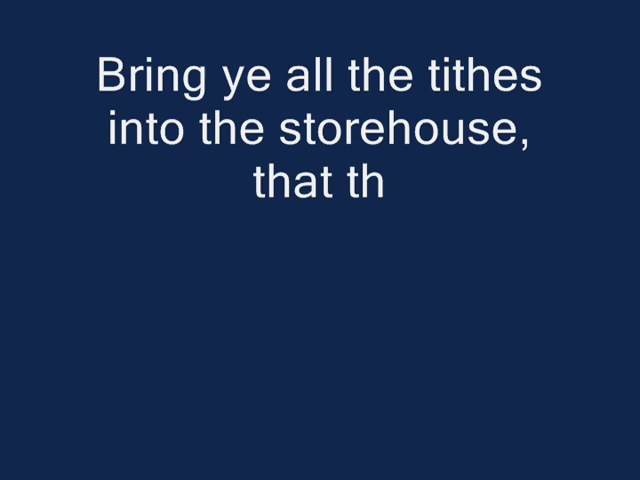 Bring ye all the tithes
into the storehouse,
that th